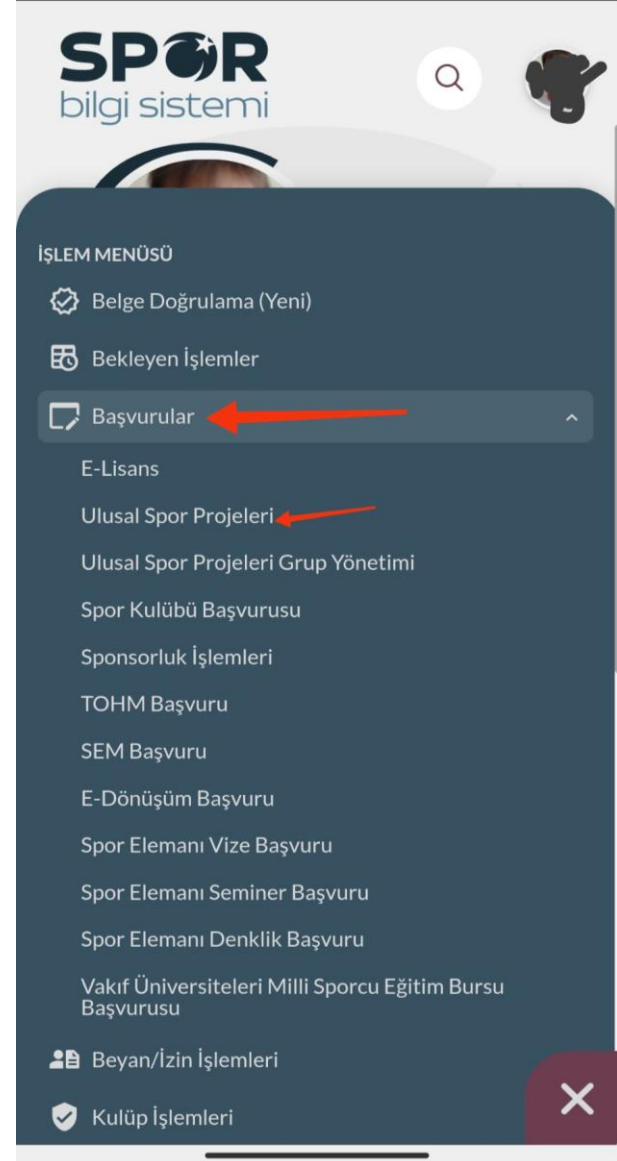 SPOR
bilgi sistemi
İŞLEM MENÜSÜ
Belge Doğrulama (Yeni)
Bekleyen İşlemler
Başvurular
E-Lisans
Ulusal Spor Projeleri
Ulusal Spor Projeleri Grup Yönetimi
Spor Kulübü Başvurusu
Sponsorluk İşlemleri
TOHM Başvuru
SEM Başvuru
E-Dönüşüm Başvuru
Spor Elemanı Vize Başvuru
Spor Elemanı Seminer Başvuru
Spor Elemanı Denklik Başvuru
Vakıf Üniversiteleri Milli Sporcu Eğitim Bursu
Başvurusu
Beyan/İzin İşlemleri
Kulüp İşlemleri